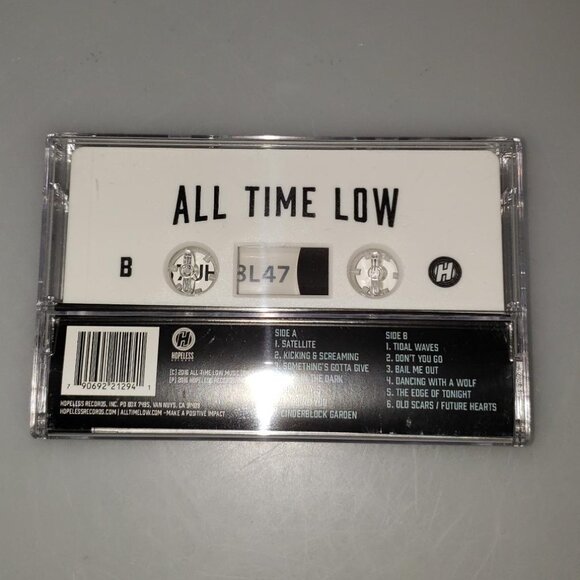 ALL TIME LOW
B
BL47
H
H
HOPELESS
7 90692 21294 1
[C] 2016 ALL TIME LOW MUSIC
[P] 2016 HOPELESS RECORDS, INC.
HOPELESS RECORDS, INC. PO BOX 7495, VAN NUYS, CA 91409
HOPELESSRECORDS.COM / ALLTIMELOW.COM - MAKE A POSITIVE IMPACT
SIDE A
1. SATELLITE
2. KICKING & SCREAMING
3. SOMETHING'S GOTTA GIVE
THE DARK
CINDERBLOCK GARDEN
SIDE B
1. TIDAL WAVES
2. DON'T YOU GO
3. BAIL ME OUT
4. DANCING WITH A WOLF
5. THE EDGE OF TONIGHT
6. OLD SCARS / FUTURE HEARTS